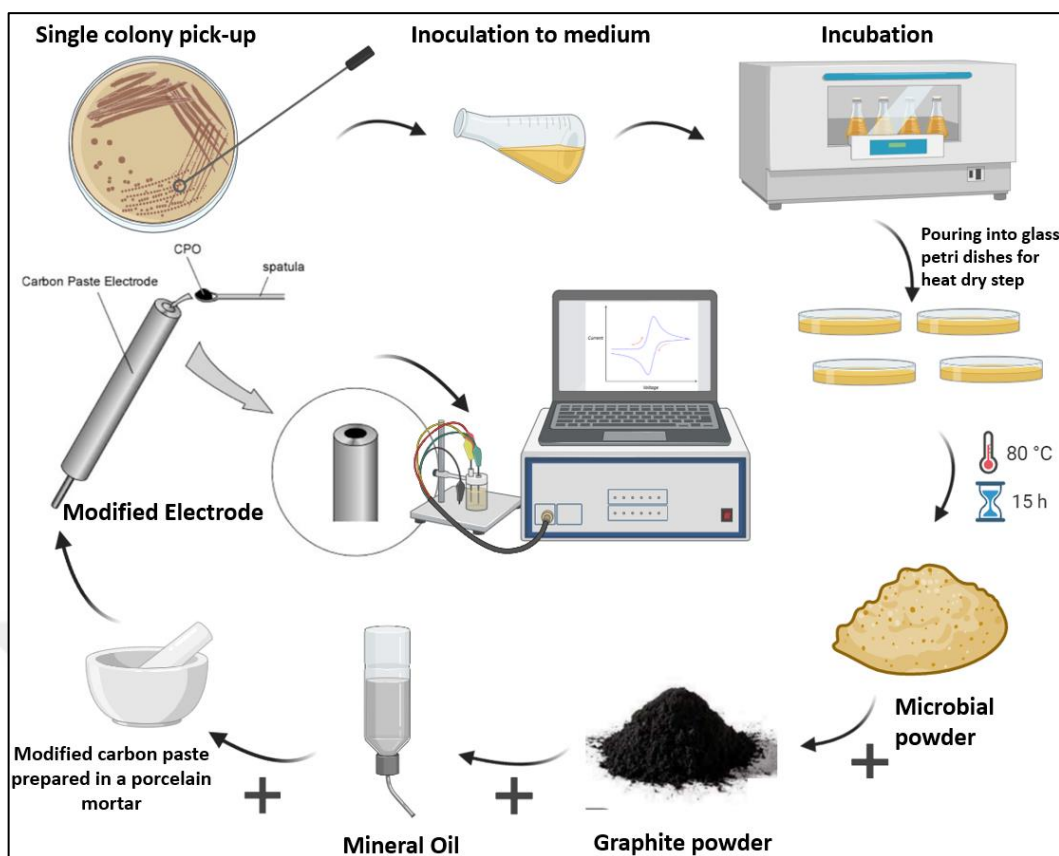 Single colony pick-up
Inoculation to medium
Incubation
Pouring into glass
petri dishes for
heat dry step
80 °C
15 h
Microbial
powder
+
Graphite powder
+
Mineral Oil
+
Modified carbon paste
prepared in a porcelain
mortar
Modified Electrode
Carbon Paste Electrode
CPO
spatula
Current
Voltage